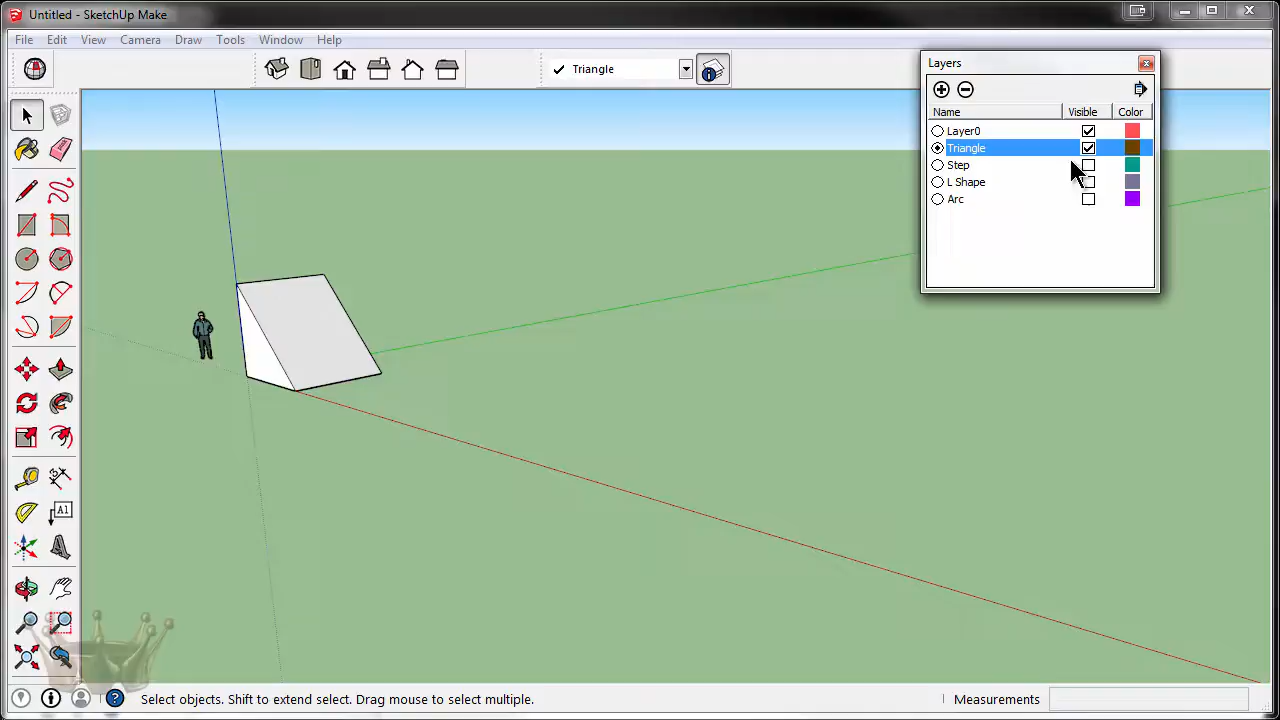 Untitled - SketchUp Make
File Edit View Camera Draw Tools Window Help
Triangle
Layers
Name Visible Color
Layer0
Triangle
Step
L Shape
Arc
A1
Select objects. Shift to extend select. Drag mouse to select multiple.
Measurements